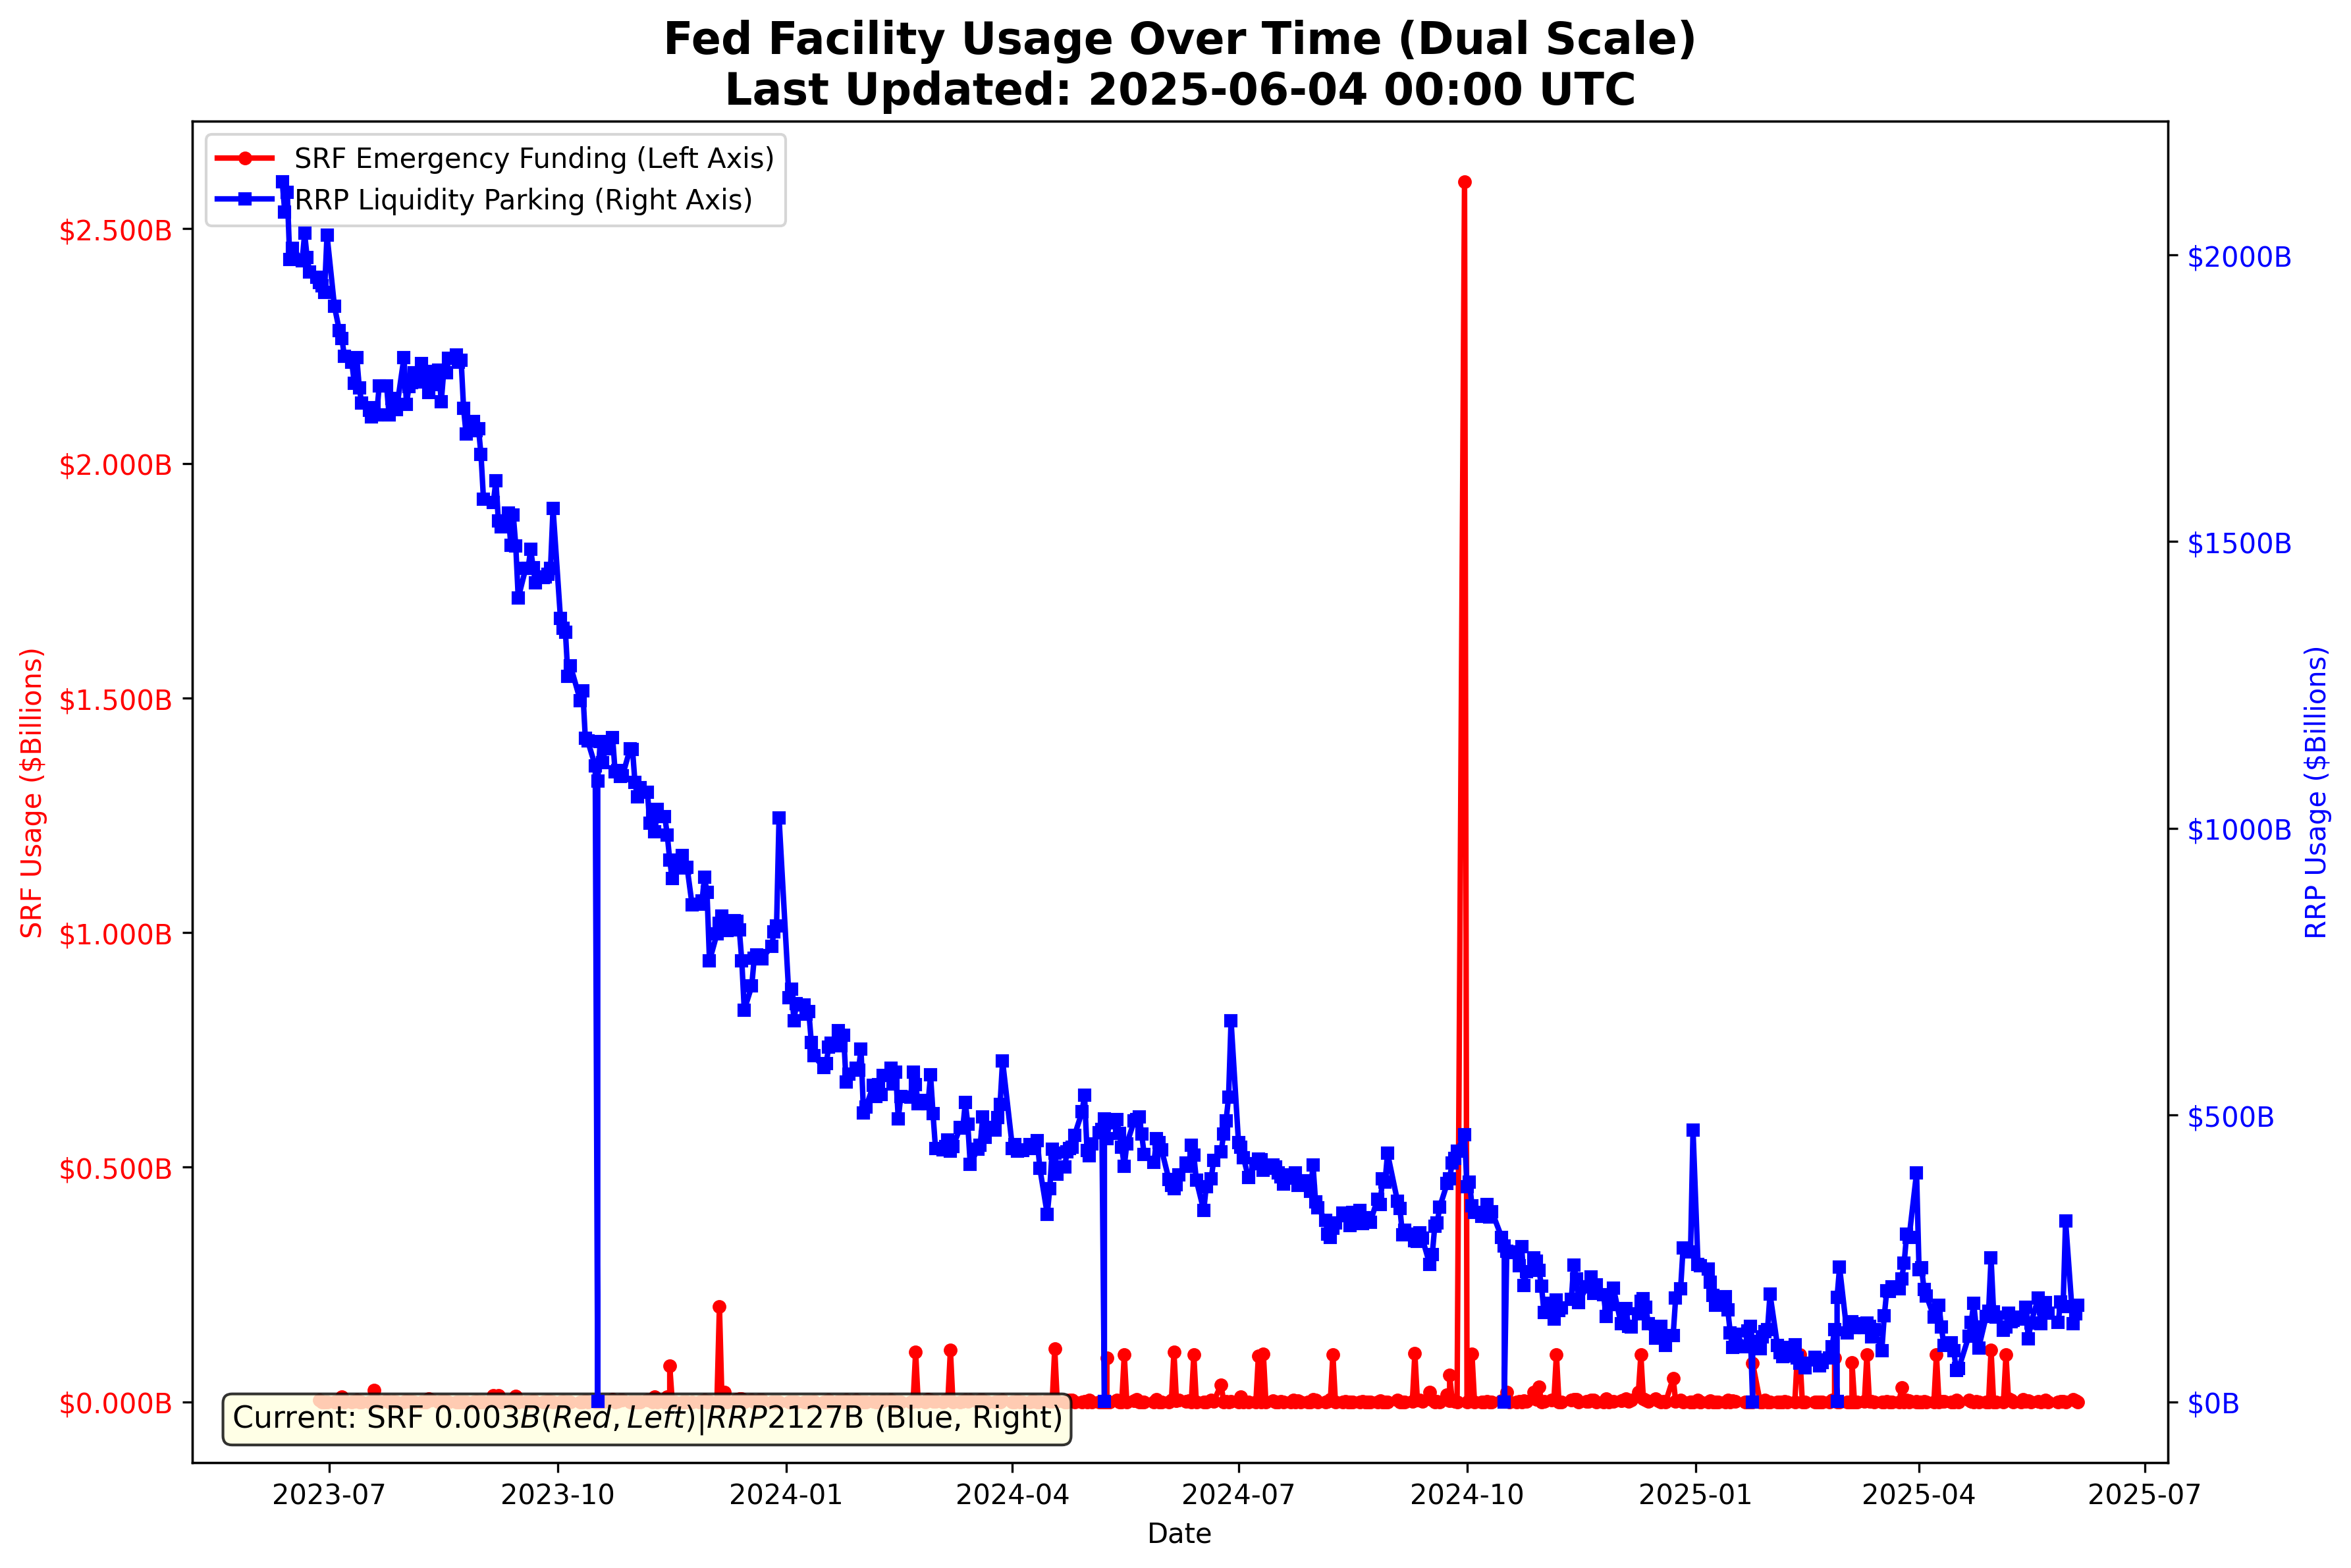 Fed Facility Usage Over Time (Dual Scale)
Last Updated: 2025-06-04 00:00 UTC
SRF Emergency Funding (Left Axis)
RRP Liquidity Parking (Right Axis)
SRF Usage ($Billions)
$2.500B
$2.000B
$1.500B
$1.000B
$0.500B
$0.000B
$2000B
$1500B
$1000B
$500B
$0B
RRP Usage ($Billions)
Current: SRF 0.003B(Red,Left)|RRP2127B (Blue, Right)
2023-07
2023-10
2024-01
2024-04
2024-07
2024-10
2025-01
2025-04
2025-07
Date